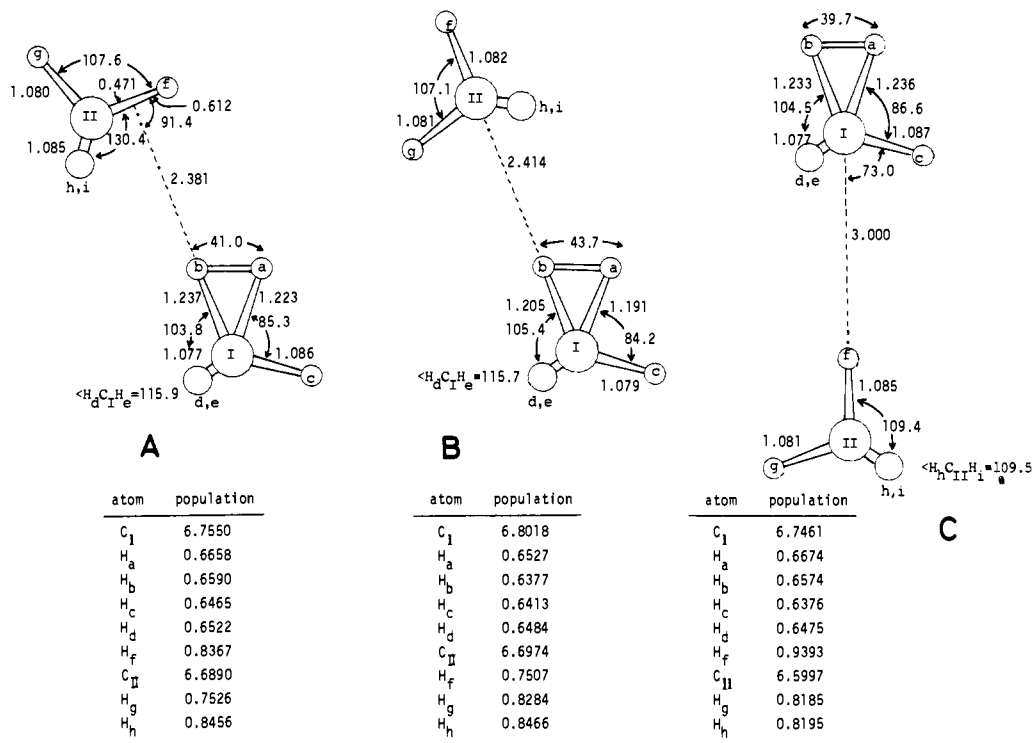 g
107.6
f
1.080
0.471
II
0.612
91.4
1.085
130.4
h,i
2.381
41.0
b
a
1.237
1.223
103.8
85.3
1.077
I
1.086
c
d,e
<HdCIHe=115.9
A
f
1.082
107.1
II
h,i
1.081
g
2.414
43.7
b
a
1.205
1.191
105.4
84.2
I
c
1.079
d,e
<HdCIHe=115.7
B
39.7
b
a
1.233
1.236
104.5
86.6
1.077
I
1.087
c
d,e
73.0
3.000
f
1.085
109.4
1.081
II
g
h,i
<HhCIIHi=109.5
C
atom population
CI 6.7550
Ha 0.6658
Hb 0.6590
Hc 0.6465
Hd 0.6522
Hf 0.8367
CII 6.6890
Hg 0.7526
Hh 0.8456
atom population
CI 6.8018
Ha 0.6527
Hb 0.6377
Hc 0.6413
Hd 0.6484
CII 6.6974
Hf 0.7507
Hg 0.8284
Hh 0.8466
atom population
CI 6.7461
Ha 0.6674
Hb 0.6574
Hc 0.6376
Hd 0.6475
Hf 0.9393
CII 6.5997
Hg 0.8185
Hh 0.8195